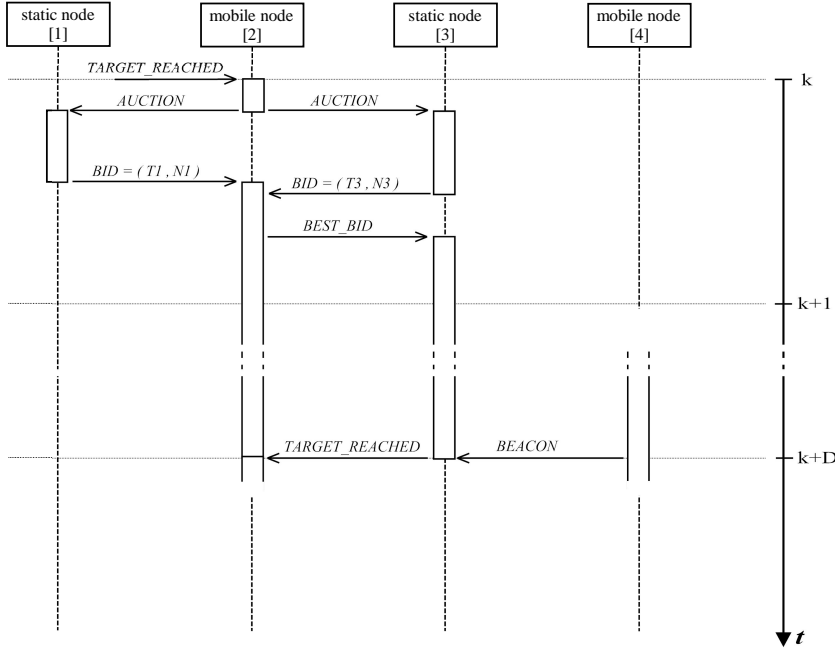 static node
[1]
mobile node
[2]
static node
[3]
mobile node
[4]
TARGET_REACHED
k
AUCTION
AUCTION
BID = ( T1 , N1 )
BID = ( T3 , N3 )
BEST_BID
k+1
TARGET_REACHED
BEACON
k+D
t